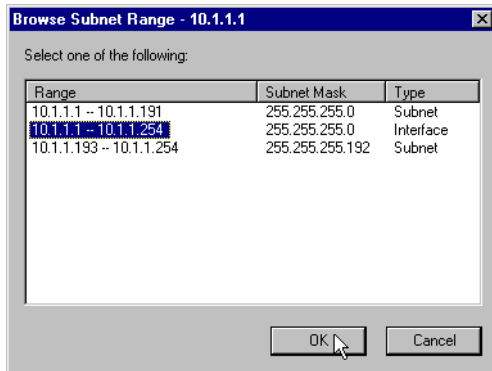 Browse Subnet Range - 10.1.1.1
Select one of the following:
Range Subnet Mask Type
10.1.1.1 -- 10.1.1.191 255.255.255.0 Subnet
10.1.1.1 -- 10.1.1.254 255.255.255.0 Interface
10.1.1.193 -- 10.1.1.254 255.255.255.192 Subnet
OK Cancel